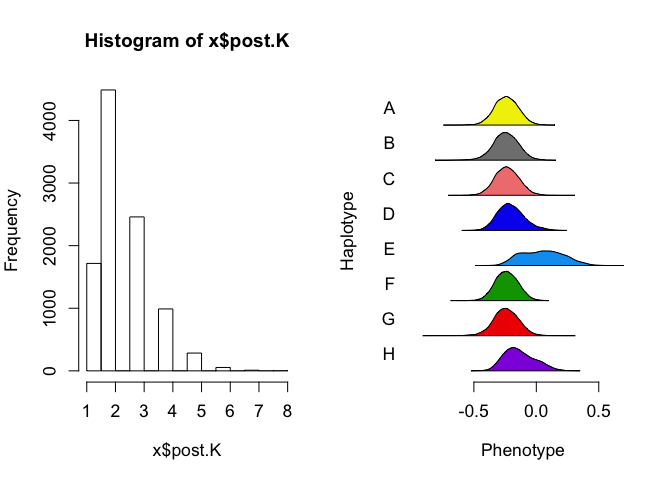 Histogram of x$post.K
Frequency
0
1000
2000
3000
4000
1 2 3 4 5 6 7 8
x$post.K
Haplotype
A
B
C
D
E
F
G
H
-0.5 0.0 0.5
Phenotype